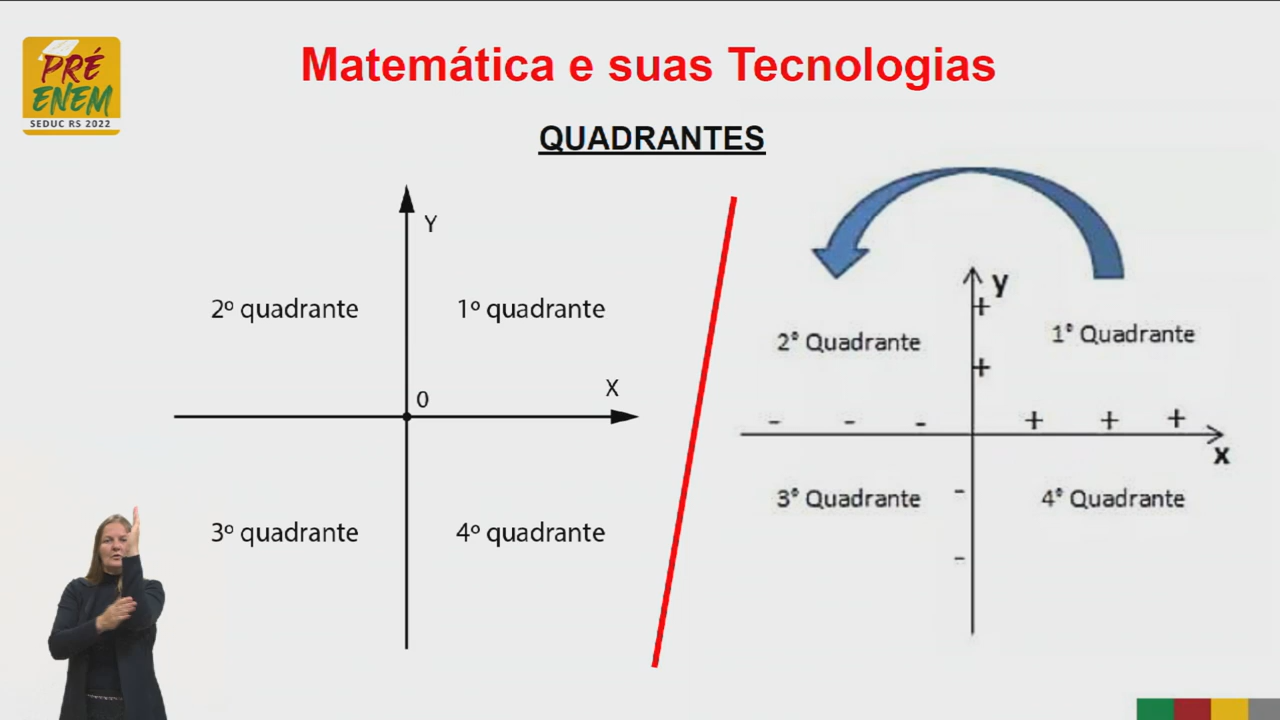 PRÉ
ENEM
SEDUC RS 2022
Matemática e suas Tecnologias
QUADRANTES
Y
2º quadrante
1º quadrante
X
0
3º quadrante
4º quadrante
y
+
2° Quadrante
1° Quadrante
+
- - - + + +
x
3° Quadrante
-
4° Quadrante
-